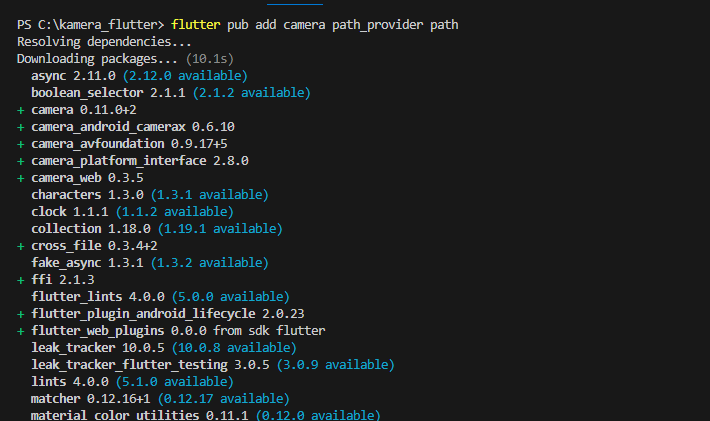 PS C:\kamera_flutter> flutter pub add camera path_provider path
Resolving dependencies...
Downloading packages... (10.1s)
  async 2.11.0 (2.12.0 available)
  boolean_selector 2.1.1 (2.1.2 available)
+ camera 0.11.0+2
+ camera_android_camerax 0.6.10
+ camera_avfoundation 0.9.17+5
+ camera_platform_interface 2.8.0
+ camera_web 0.3.5
  characters 1.3.0 (1.3.1 available)
  clock 1.1.1 (1.1.2 available)
  collection 1.18.0 (1.19.1 available)
+ cross_file 0.3.4+2
  fake_async 1.3.1 (1.3.2 available)
+ ffi 2.1.3
  flutter_lints 4.0.0 (5.0.0 available)
+ flutter_plugin_android_lifecycle 2.0.23
+ flutter_web_plugins 0.0.0 from sdk flutter
  leak_tracker 10.0.5 (10.0.8 available)
  leak_tracker_flutter_testing 3.0.5 (3.0.9 available)
  lints 4.0.0 (5.1.0 available)
  matcher 0.12.16+1 (0.12.17 available)
  material_color_utilities 0.11.1 (0.12.0 available)